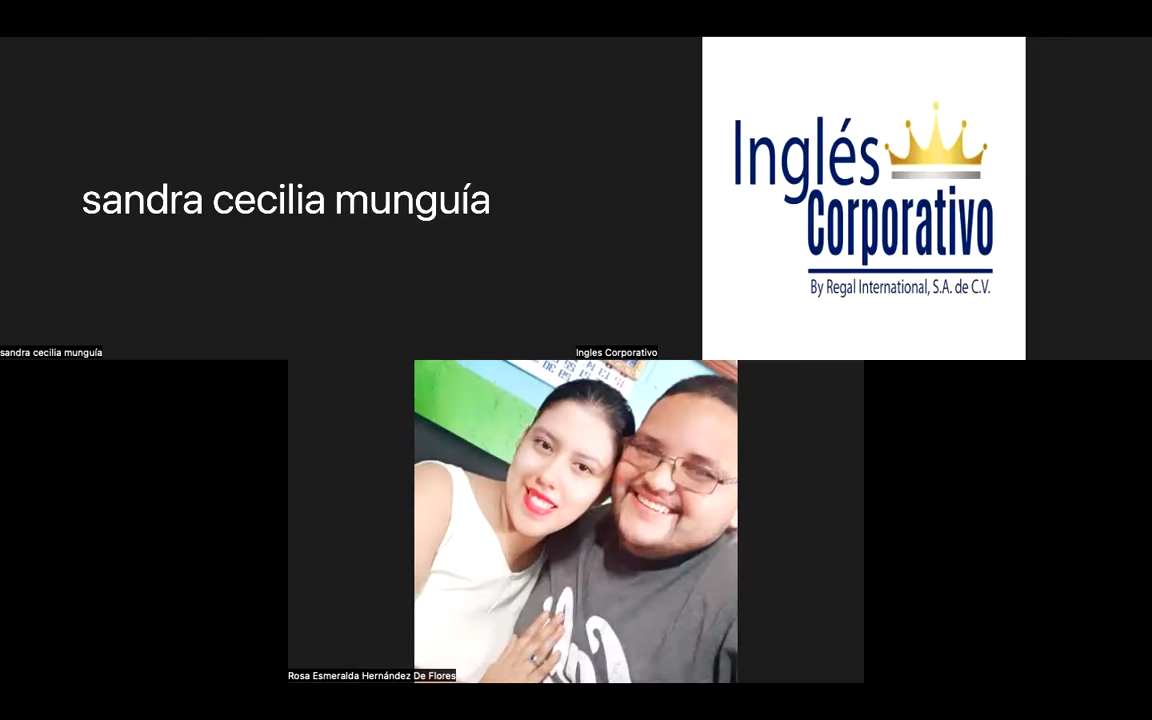 sandra cecilia munguía
Inglés
Corporativo
By Regal International, S.A. de C.V.
sandra cecilia munguía
Ingles Corporativo
Rosa Esmeralda Hernández De Flores